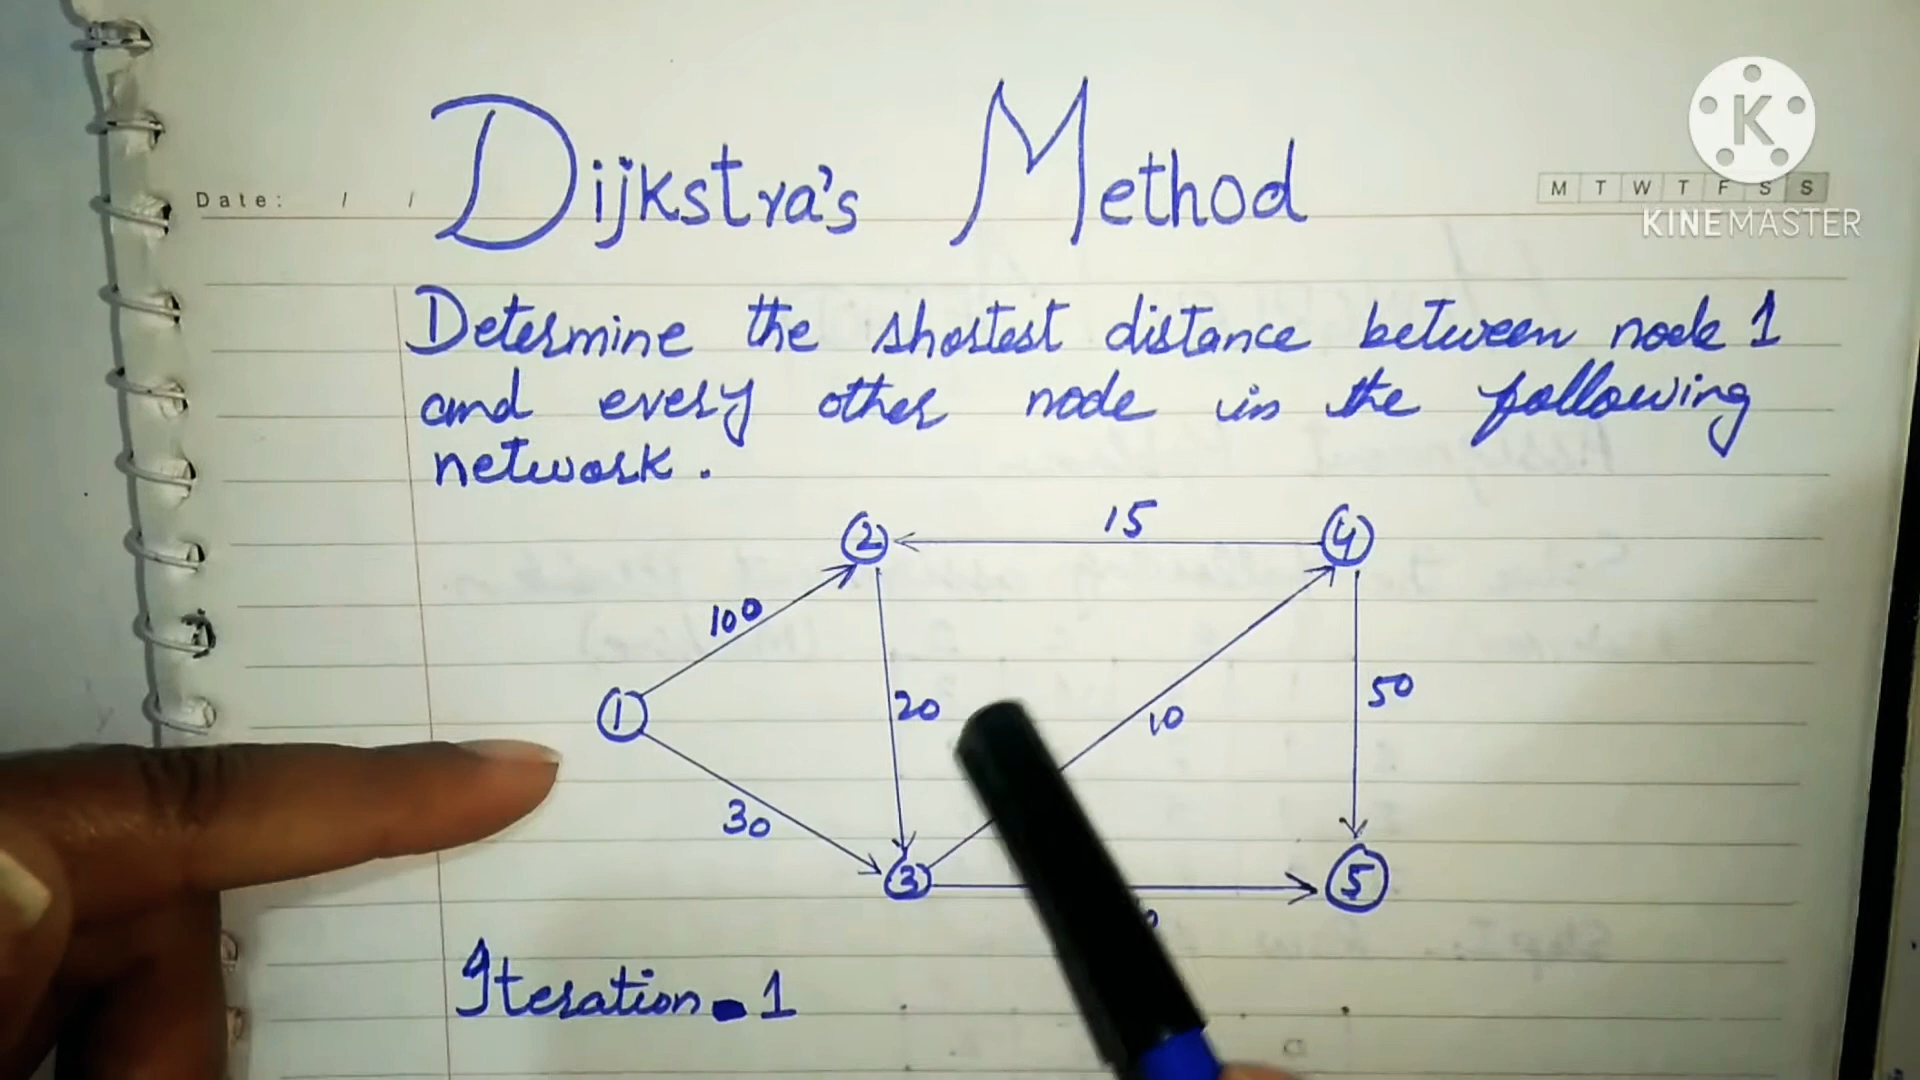 K
KINEMASTER
Date: / /
M T W T F S S
Dijkstra's Method
Determine the shortest distance between node 1
and every other node in the following
network.
2 15 4
100
1 20 10 50
30
3 5
Iteration-1